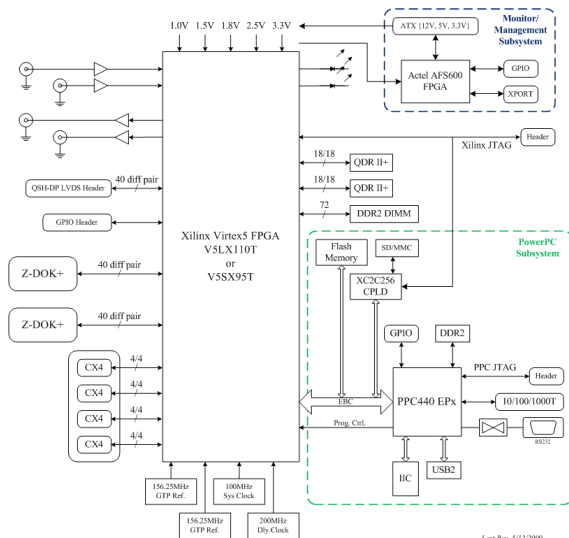 1.0V 1.5V 1.8V 2.5V 3.3V
ATX {12V, 5V, 3.3V}
Monitor/
Management
Subsystem
Actel AFS600
FPGA
GPIO
XPORT
Xilinx JTAG
Header
18/18
QDR II+
18/18
QDR II+
72
DDR2 DIMM
40 diff pair
QSH-DP LVDS Header
GPIO Header
Xilinx Virtex5 FPGA
V5LX110T
or
V5SX95T
40 diff pair
Z-DOK+
40 diff pair
Z-DOK+
CX4
4/4
CX4
4/4
CX4
4/4
CX4
4/4
PowerPC
Subsystem
Flash
Memory
SD/MMC
XC2C256
CPLD
GPIO
DDR2
PPC JTAG
Header
PPC440 EPx
10/100/1000T
EBC
Prog. Ctrl.
RS232
IIC
USB2
156.25MHz
GTP Ref.
100MHz
Sys Clock
156.25MHz
GTP Ref.
200MHz
Dly Clock